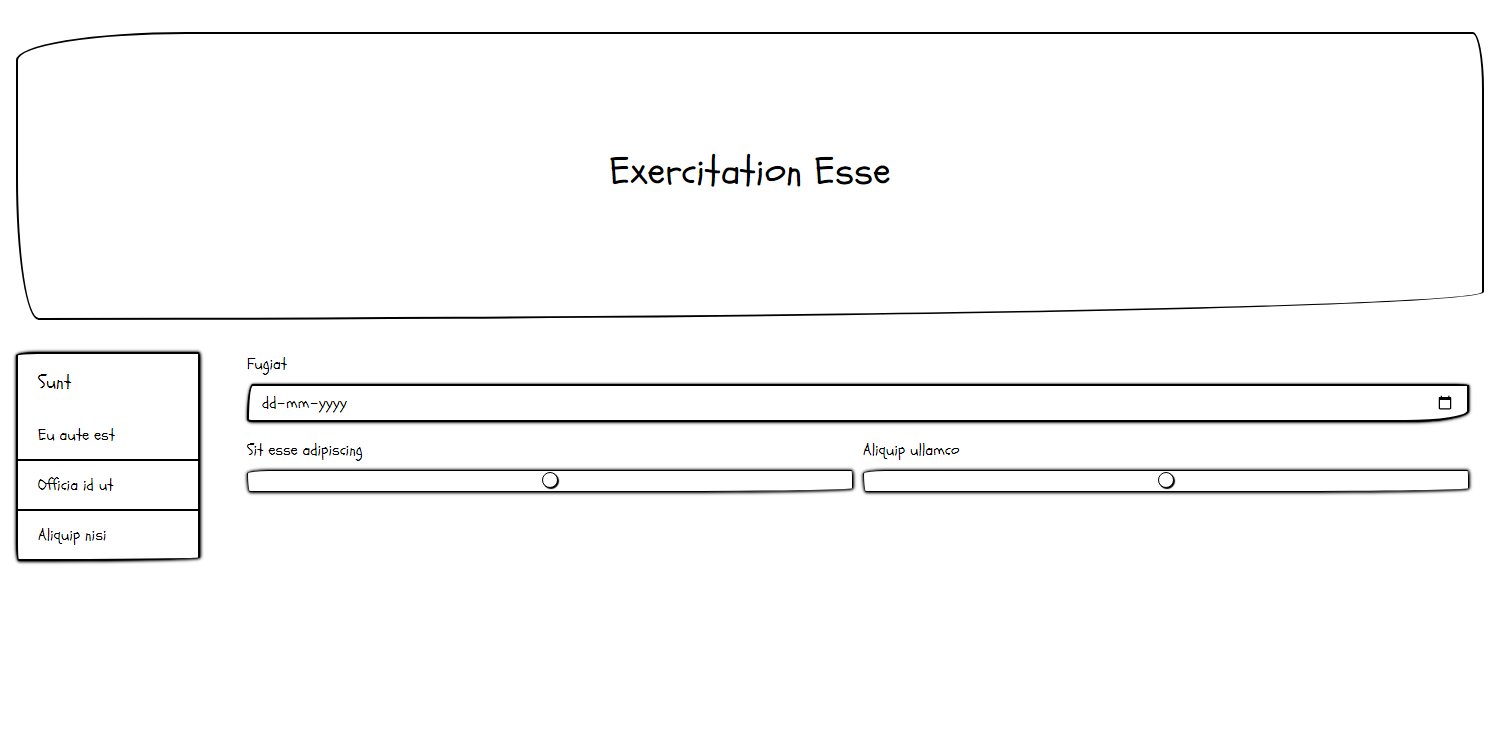 Exercitation Esse
Sunt
Eu aute est
Officia id ut
Aliquip nisi
Fugiat
dd-mm-yyyy
Sit esse adipiscing
Aliquip ullamco